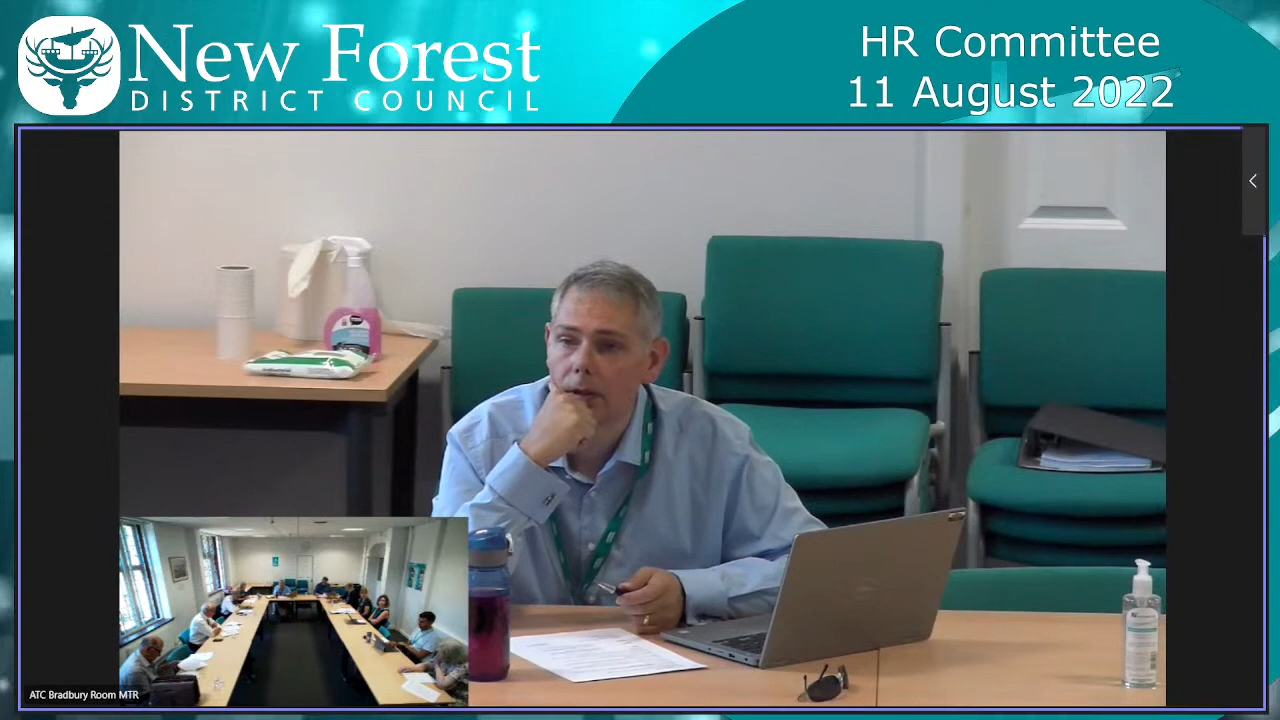 New Forest
DISTRICT COUNCIL
HR Committee
11 August 2022
ATC Bradbury Room MTR